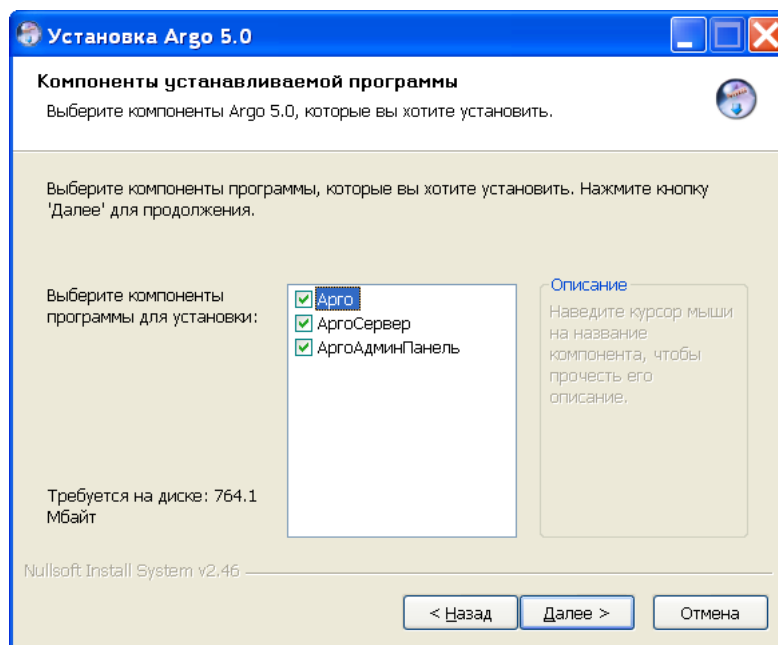 Установка Argo 5.0
Компоненты устанавливаемой программы
Выберите компоненты Argo 5.0, которые вы хотите установить.
Выберите компоненты программы, которые вы хотите установить. Нажмите кнопку
'Далее' для продолжения.
Выберите компоненты
программы для установки:
Арго
АргоСервер
АргоАдминПанель
Описание
Наведите курсор мыши
на название
компонента, чтобы
прочесть его
описание.
Требуется на диске: 764.1
Мбайт
Nullsoft Install System v2.46
< Назад
Далее >
Отмена